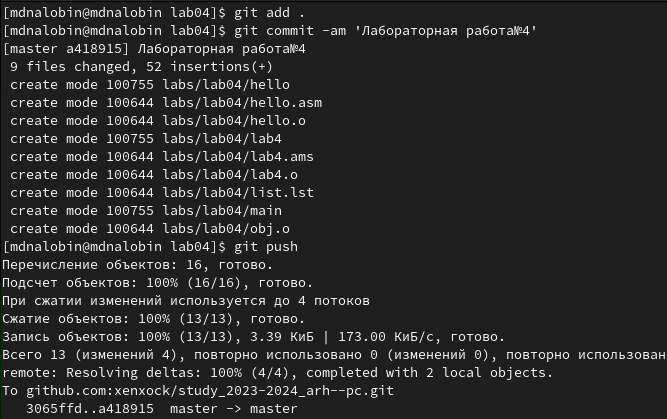 [mdnalobin@mdnalobin lab04]$ git add .
[mdnalobin@mdnalobin lab04]$ git commit -am 'Лабораторная работа№4'
[master a418915] Лабораторная работа№4
 9 files changed, 52 insertions(+)
 create mode 100755 labs/lab04/hello
 create mode 100644 labs/lab04/hello.asm
 create mode 100644 labs/lab04/hello.o
 create mode 100755 labs/lab04/lab4
 create mode 100644 labs/lab04/lab4.ams
 create mode 100644 labs/lab04/lab4.o
 create mode 100644 labs/lab04/list.lst
 create mode 100755 labs/lab04/main
 create mode 100644 labs/lab04/obj.o
[mdnalobin@mdnalobin lab04]$ git push
Перечисление объектов: 16, готово.
Подсчет объектов: 100% (16/16), готово.
При сжатии изменений используется до 4 потоков
Сжатие объектов: 100% (13/13), готово.
Запись объектов: 100% (13/13), 3.39 КиБ | 173.00 КиБ/с, готово.
Всего 13 (изменений 4), повторно использовано 0 (изменений 0), повторно использован
remote: Resolving deltas: 100% (4/4), completed with 2 local objects.
To github.com:xenxock/study_2023-2024_arh--pc.git
   3065ffd..a418915  master -> master